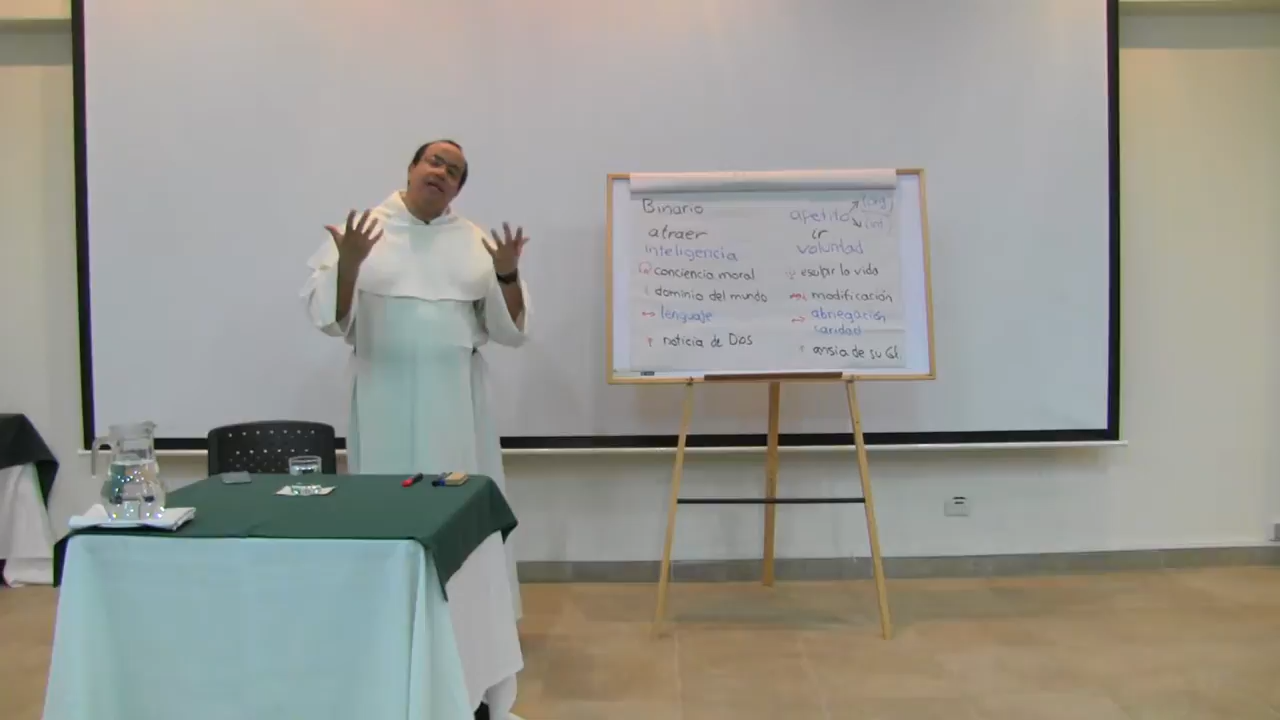 Binario
atraer
inteligencia
conciencia moral
dominio del mundo
lenguaje
noticia de Dios
apetito
ir
voluntad
esculpir la vida
modificación
abnegación
caridad
ansia de su Gl.